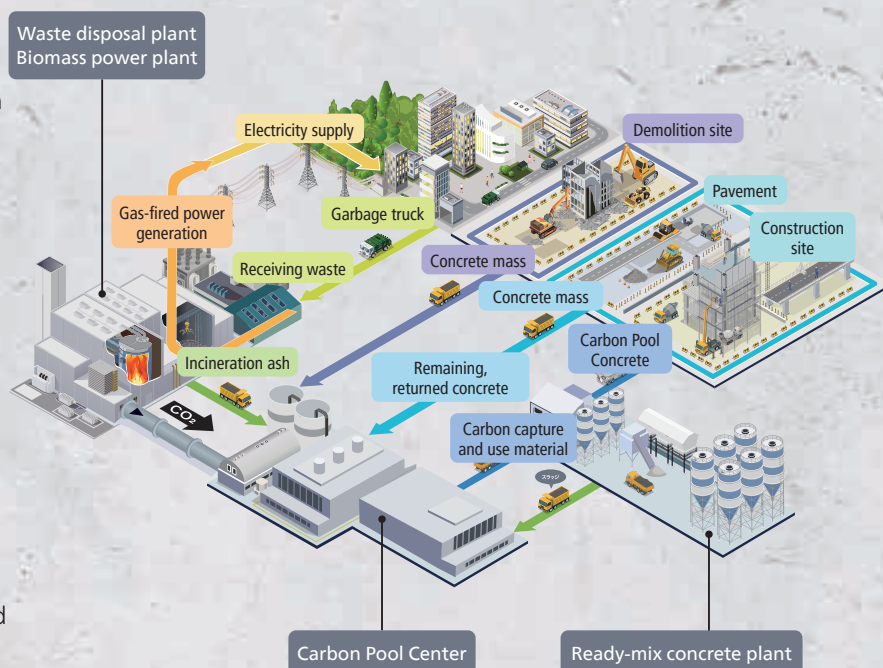 Waste disposal plant
Biomass power plant
Electricity supply
Demolition site
Pavement
Gas-fired power
generation
Garbage truck
Construction
site
Receiving waste
Concrete mass
Concrete mass
Carbon Pool
Concrete
Incineration ash
Remaining,
returned concrete
CO₂
Carbon capture
and use material
スラッジ
Carbon Pool Center
Ready-mix concrete plant